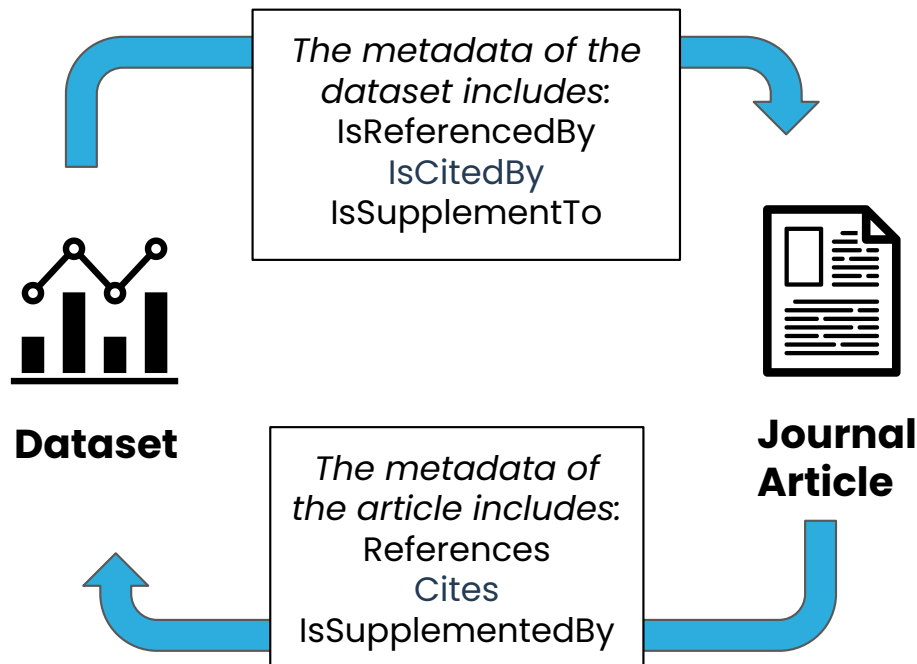 The metadata of the
dataset includes:
IsReferencedBy
IsCitedBy
IsSupplementTo
Dataset
Journal
Article
The metadata of
the article includes:
References
Cites
IsSupplementedBy